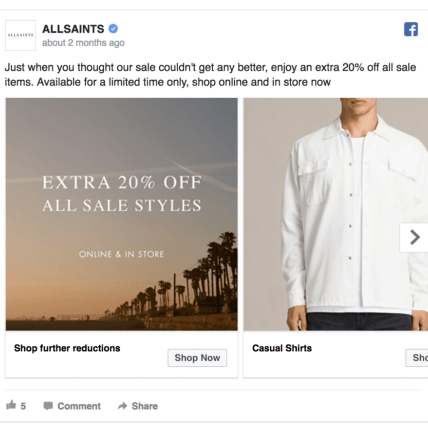 ALLSAINTS
ALLSAINTS
about 2 months ago
Just when you thought our sale couldn't get any better, enjoy an extra 20% off all sale
items. Available for a limited time only, shop online and in store now
EXTRA 20% OFF
ALL SALE STYLES
ONLINE & IN STORE
Shop further reductions
Shop Now
Casual Shirts
Sho
5
Comment
Share